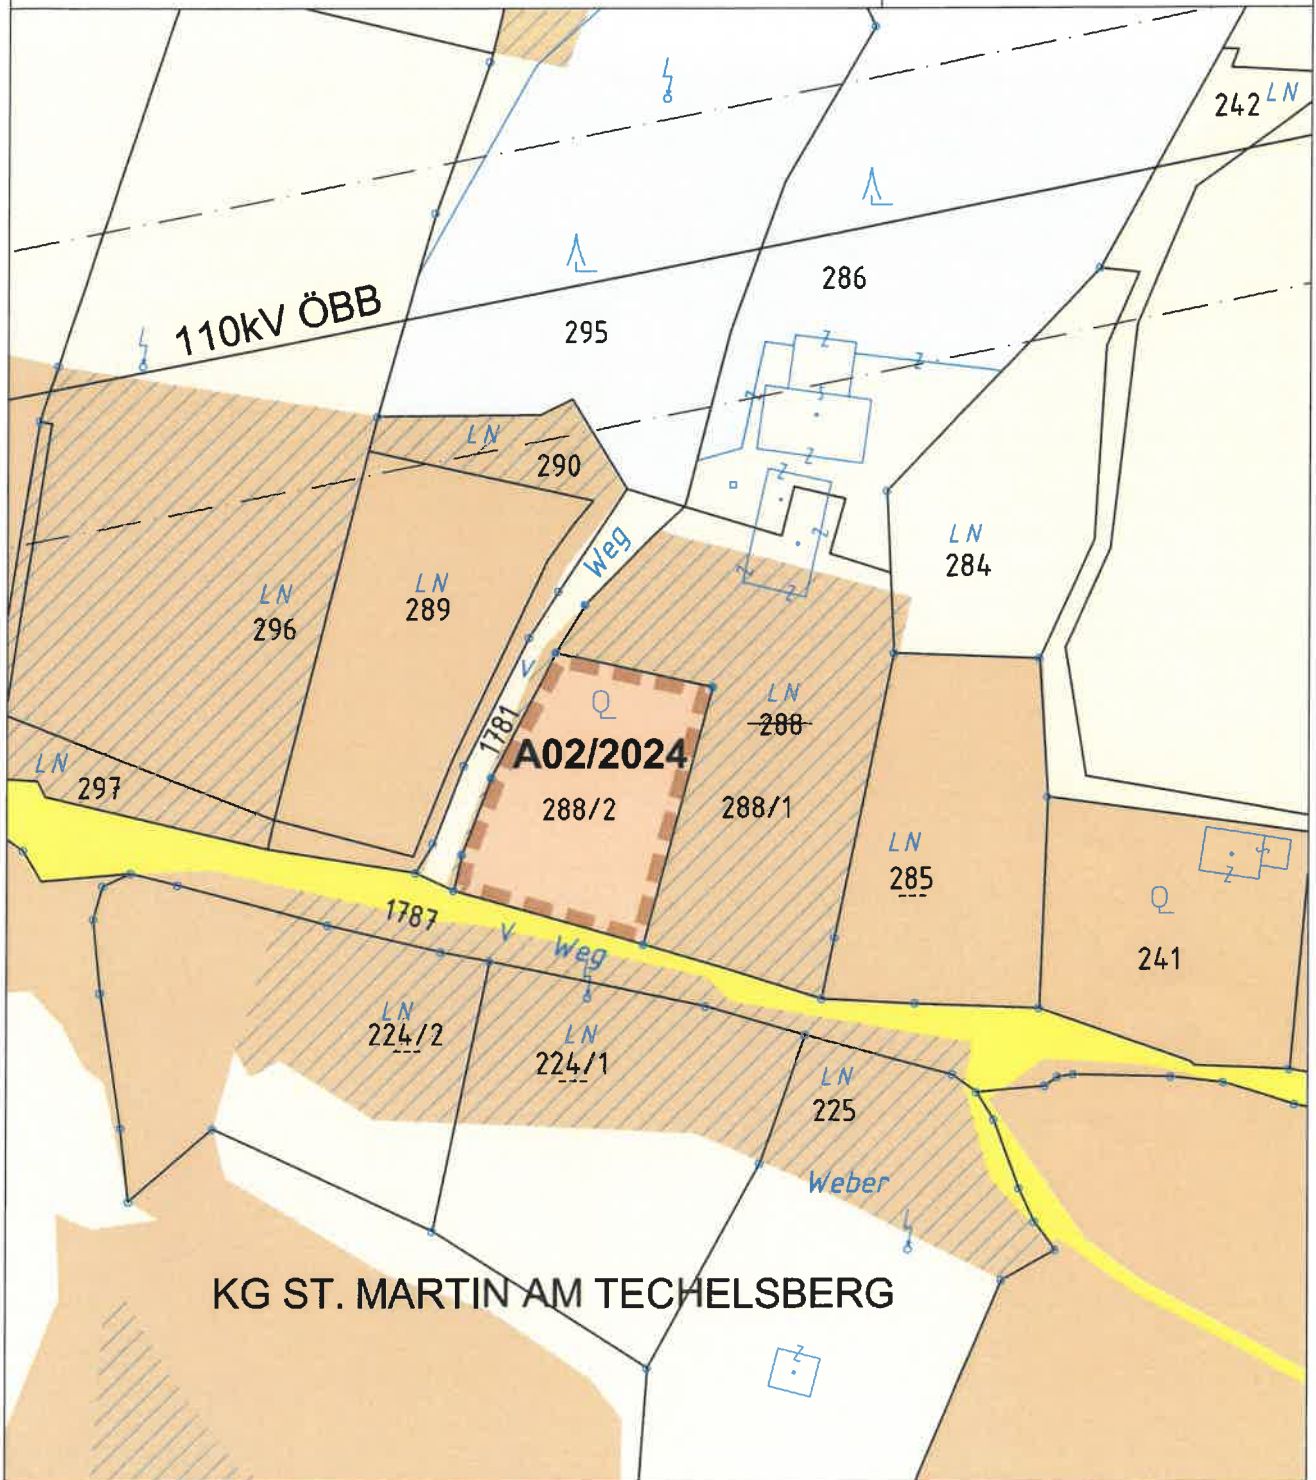 242 LN
286
110kV ÖBB
295
LN
290
Weg
LN
284
LN
289
LN
296
V
LN
288
1781
A02/2024
LN
297
288/2
288/1
LN
285
1787
V
Weg
241
LN
224/2
LN
224/1
LN
225
Weber
KG ST. MARTIN AM TECHELSBERG